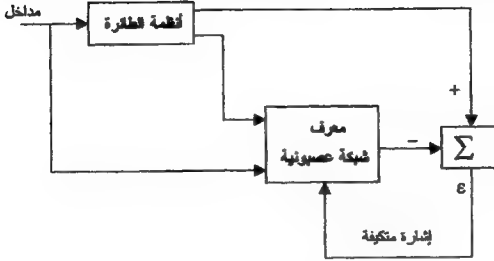 مداخل
أنظمة الطائرة
+
معرف
شبكة عصبونية
−
Σ
ε
إشارة متكيفة